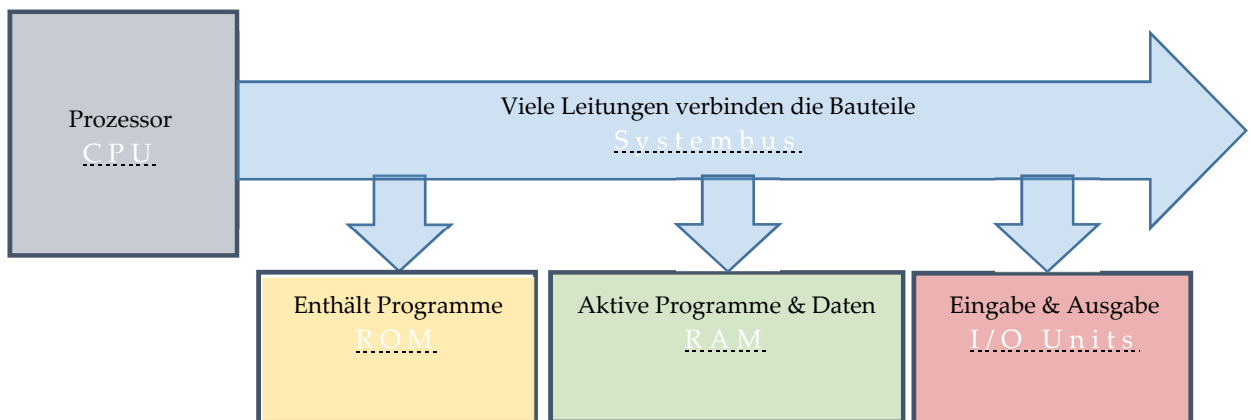 Prozessor
CPU
Viele Leitungen verbinden die Bauteile
Systembus
Enthält Programme
ROM
Aktive Programme & Daten
RAM
Eingabe & Ausgabe
I/O Units